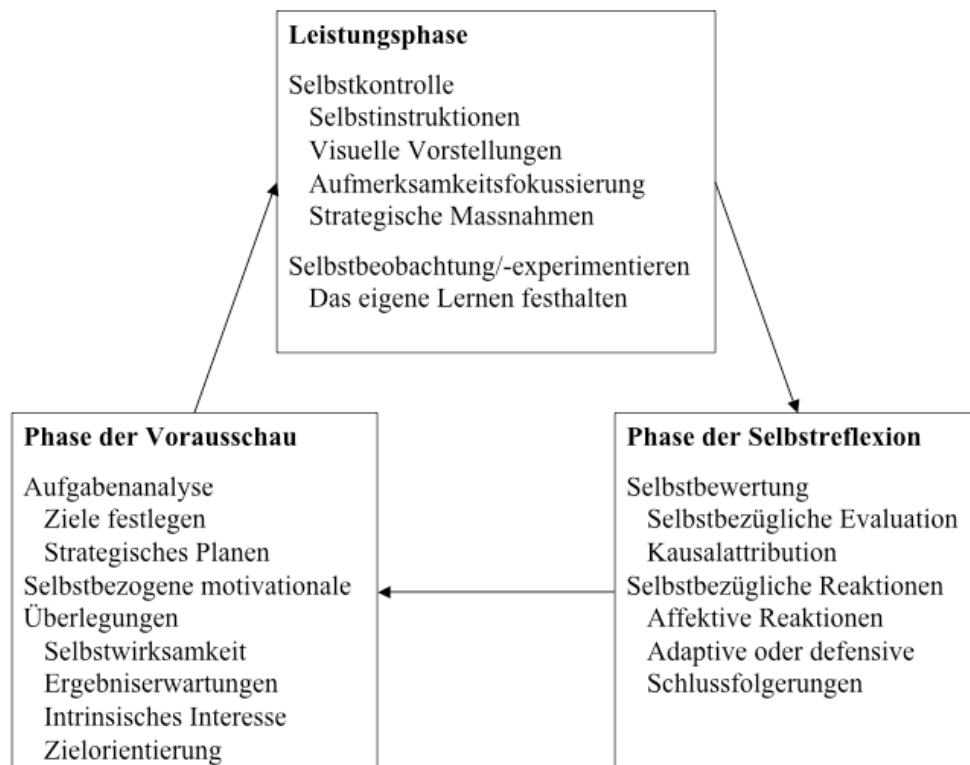 Leistungsphase
Selbstkontrolle
Selbstinstruktionen
Visuelle Vorstellungen
Aufmerksamkeitsfokussierung
Strategische Massnahmen
Selbstbeobachtung/-experimentieren
Das eigene Lernen festhalten
Phase der Vorausschau
Aufgabenanalyse
Ziele festlegen
Strategisches Planen
Selbstbezogene motivationale
Überlegungen
Selbstwirksamkeit
Ergebniserwartungen
Intrinsisches Interesse
Zielorientierung
Phase der Selbstreflexion
Selbstbewertung
Selbstbezügliche Evaluation
Kausalattribution
Selbstbezügliche Reaktionen
Affektive Reaktionen
Adaptive oder defensive
Schlussfolgerungen